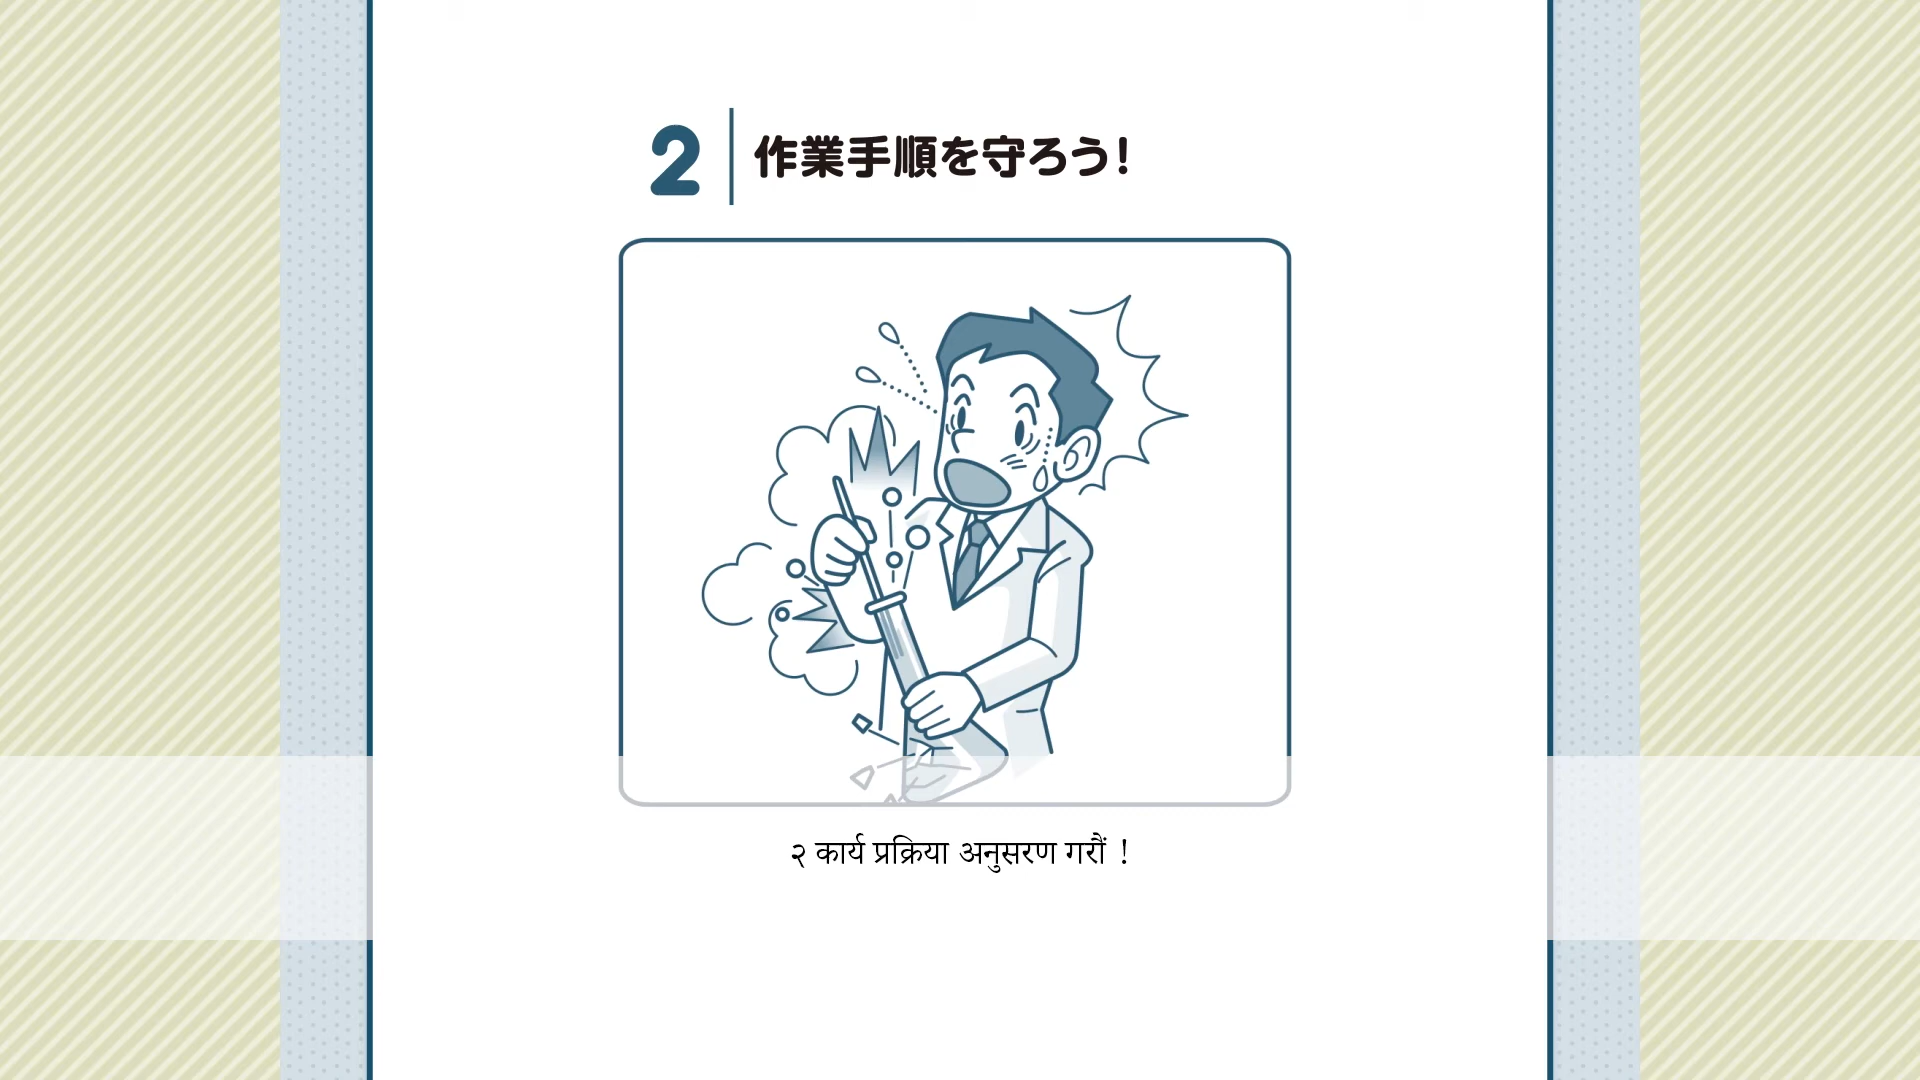 2 作業手順を守ろう!
२ कार्य प्रक्रिया अनुसरण गरौं !